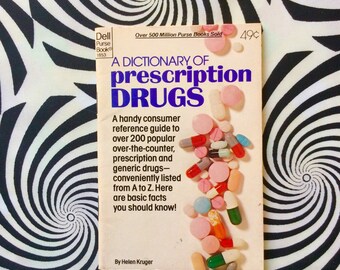 Dell
Purse
Book®
Over 500 Million Purse Books Sold
49¢
A DICTIONARY OF
prescription
DRUGS
A handy consumer
reference guide to
over 200 popular
over-the-counter,
prescription and
generic drugs—
conveniently listed
from A to Z. Here
are basic facts
you should know!
By Helen Kruger